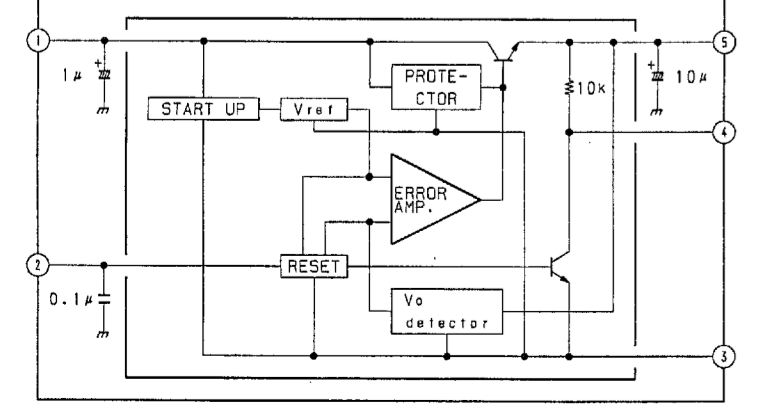 1
5
1μ
+
PROTE-
CTOR
10k
+
10μ
START UP
Vref
4
ERROR
AMP.
2
RESET
0.1μ
Vo
detector
3